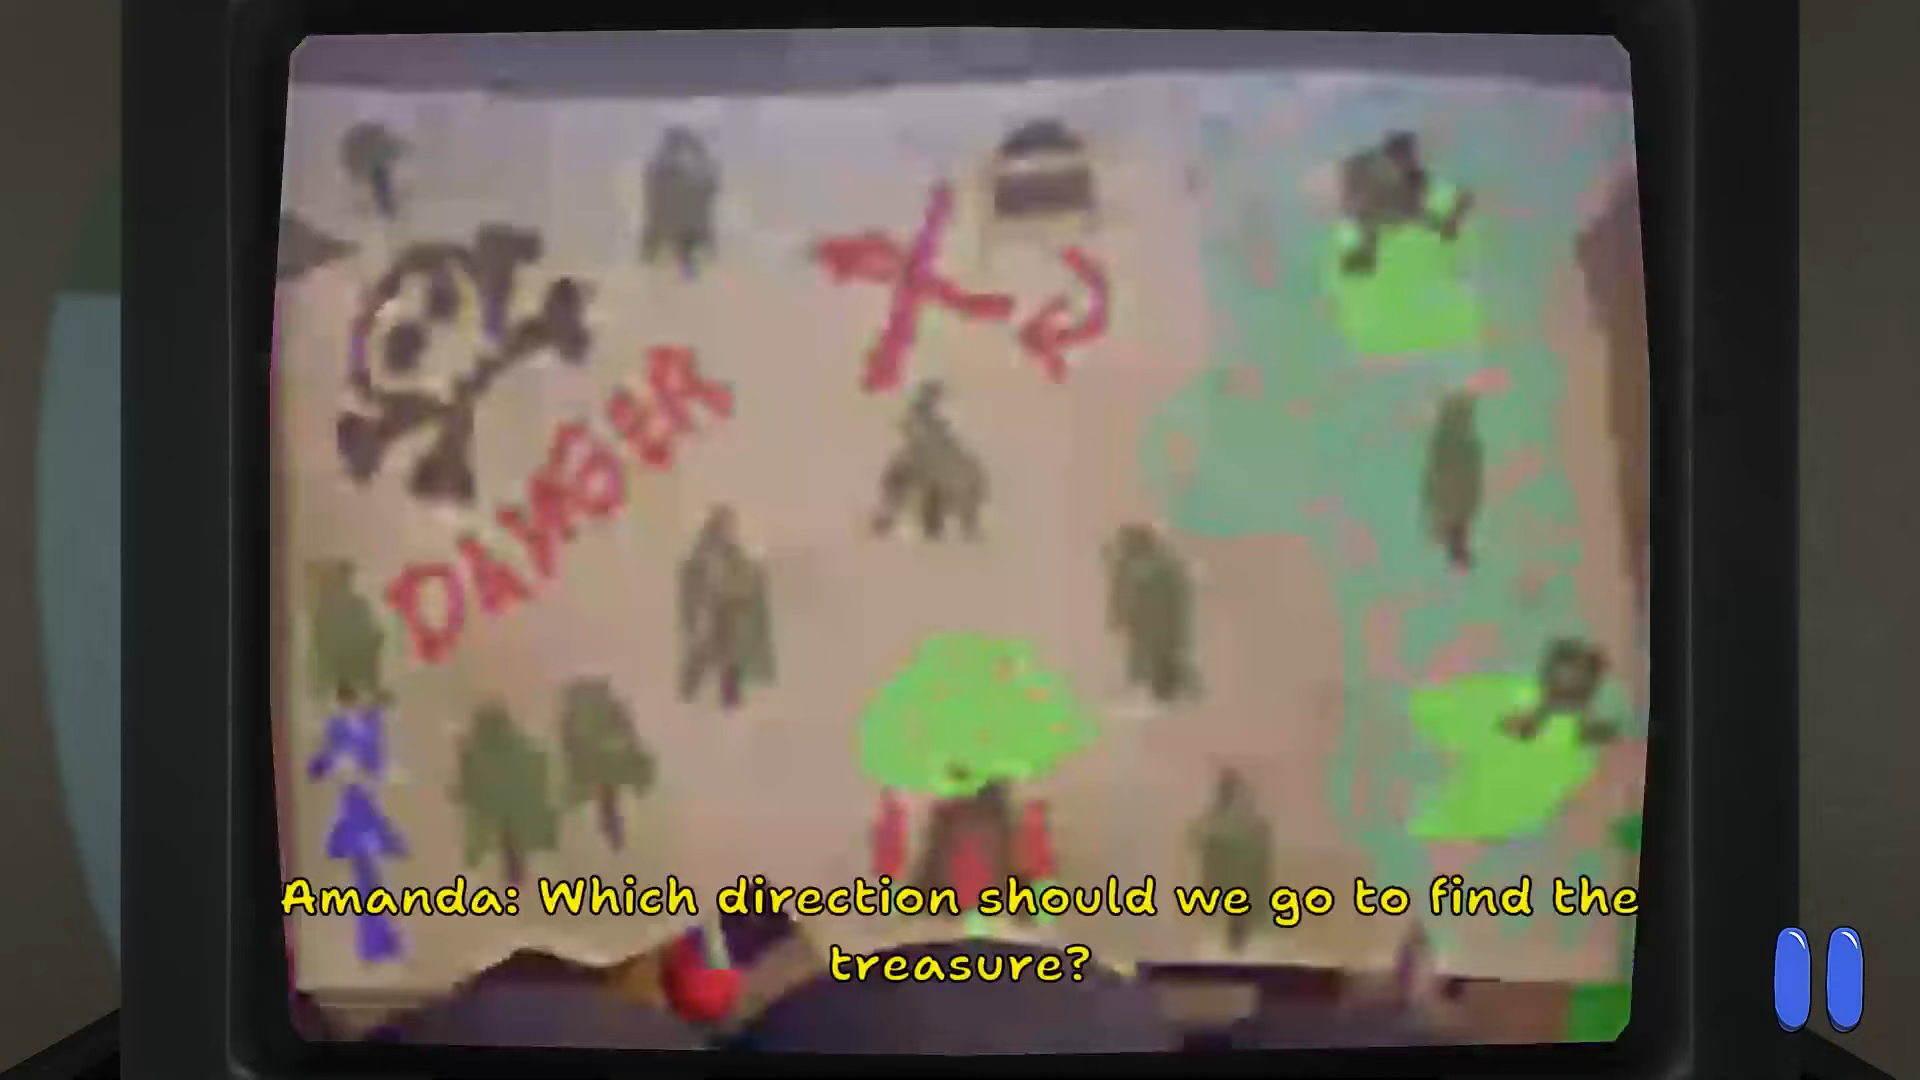 N
DANGER
Amanda: Which direction should we go to find the
treasure?